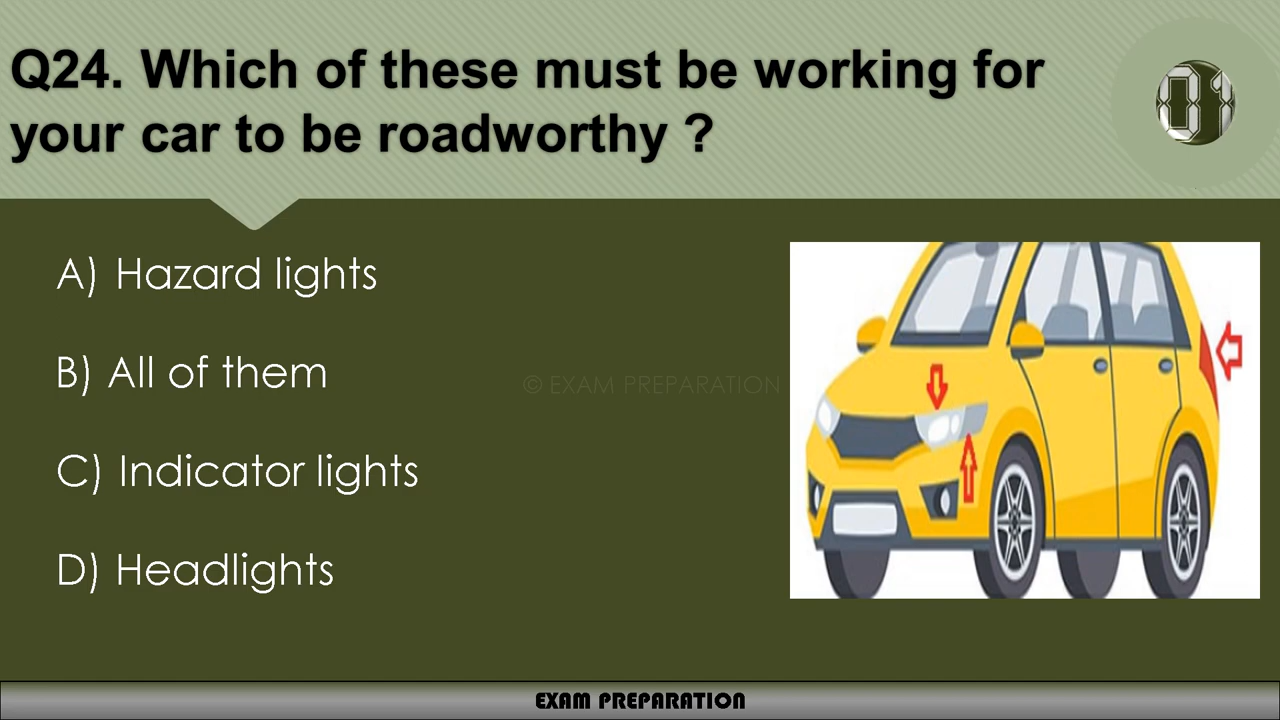 Q24. Which of these must be working for
your car to be roadworthy ?
01
A) Hazard lights
B) All of them
© EXAM PREPARATION
C) Indicator lights
D) Headlights
EXAM PREPARATION